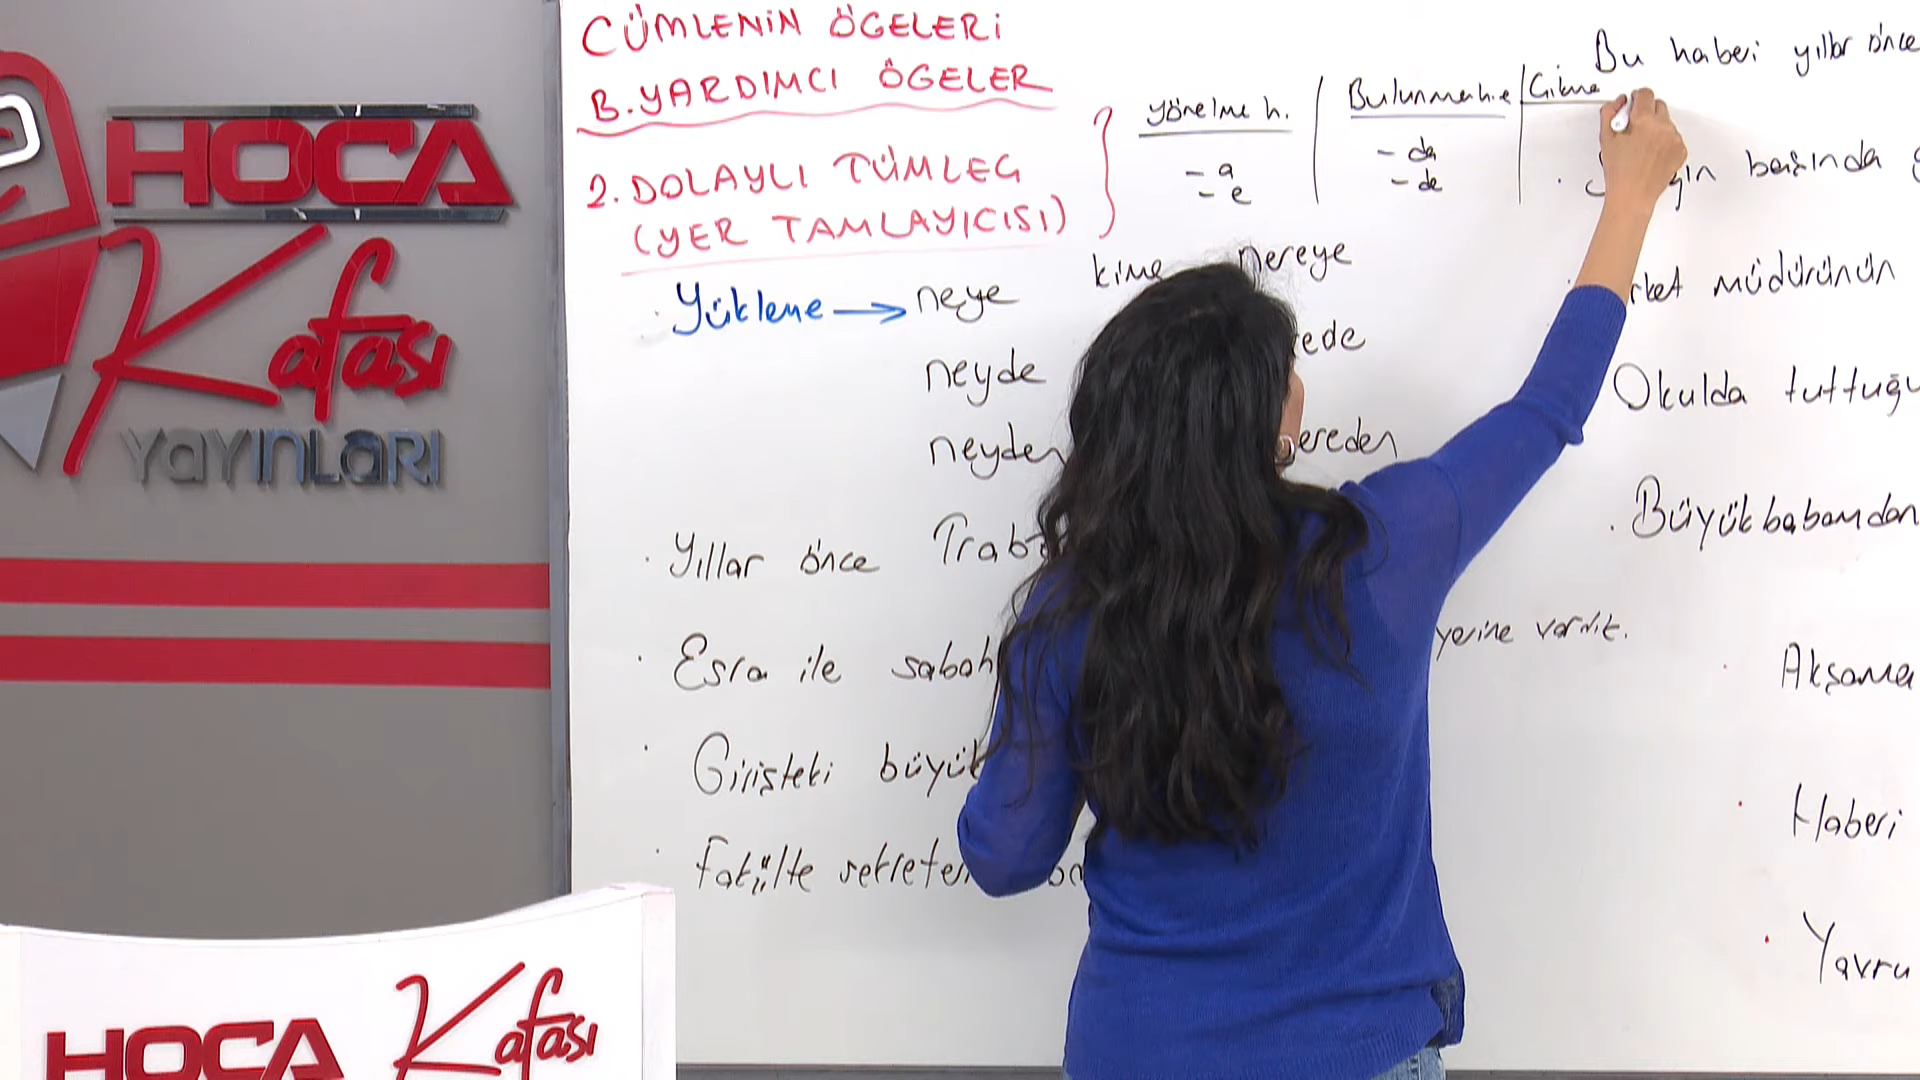 HOCA
Kafası
YAYINLARI
HOCA
Kafası
CÜMLENİN ÖGELERİ
B. YARDIMCI ÖGELER
2. DOLAYLI TÜMLEÇ
(YER TAMLAYICISI)
yönelme h.
- a
- e
Bulunma h.
- da
- de
Çıkma
Yükleme → neye kime nereye
neyde
neyden
· Yıllar önce
· Esra ile sabah
· Girişteki büyük
· Fakülte
yerine vardık.
Bu haberi yıllar önce
başında
müdürünün
Okulda
· Büyükbabamdan
· Akşama
· Haberi
· Yavru